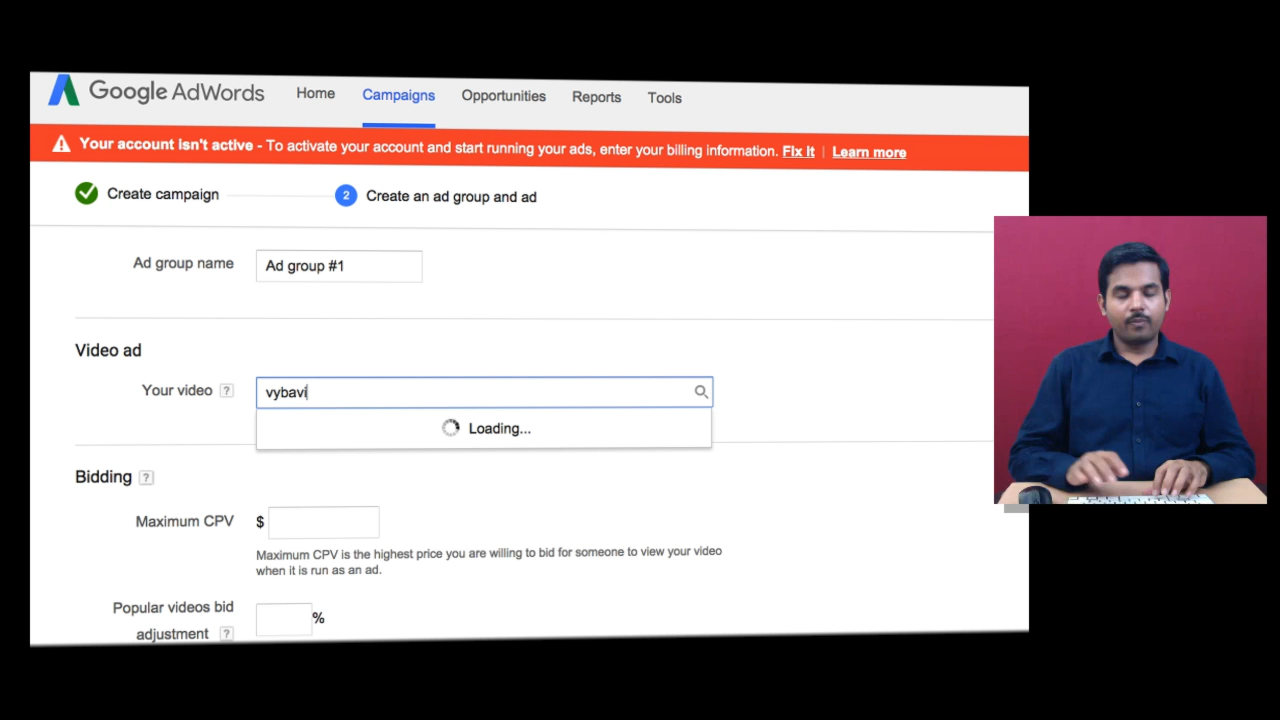 Google AdWords Home Campaigns Opportunities Reports Tools
Your account isn't active - To activate your account and start running your ads, enter your billing information. Fix it | Learn more
Create campaign 2 Create an ad group and ad
Ad group name Ad group #1
Video ad
Your video ? vybavi
Loading...
Bidding ?
Maximum CPV $
Maximum CPV is the highest price you are willing to bid for someone to view your video
when it is run as an ad.
Popular videos bid
adjustment ? %